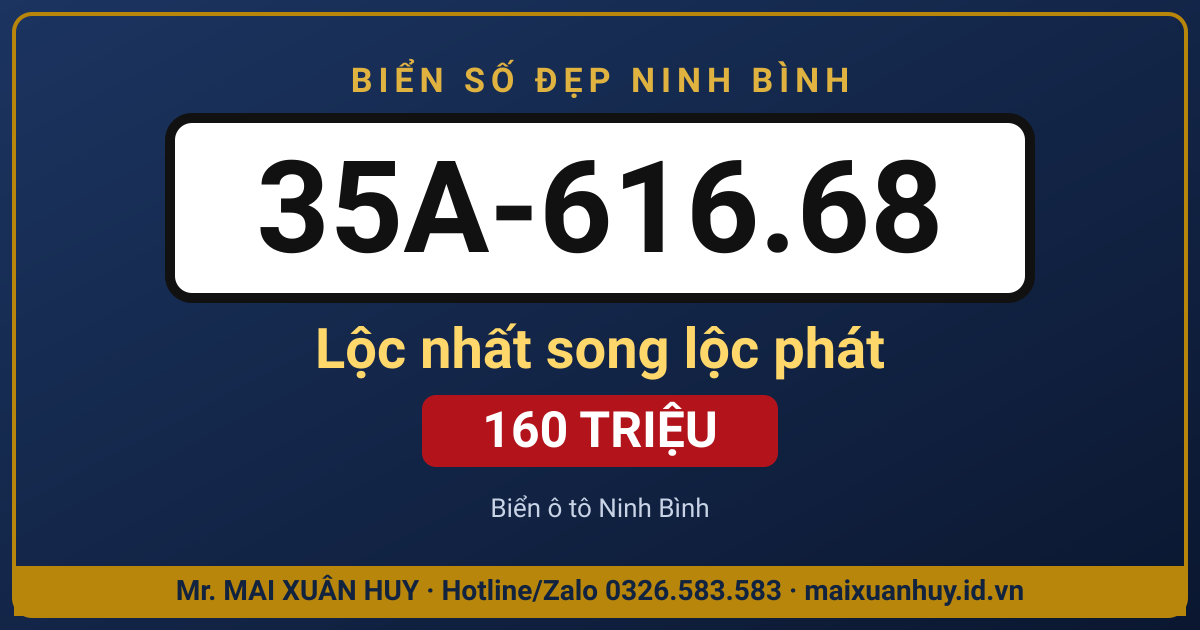 BIỂN SỐ ĐẸP NINH BÌNH
35A-616.68
Lộc nhất song lộc phát
160 TRIỆU
Biển ô tô Ninh Bình
Mr. MAI XUÂN HUY · Hotline/Zalo 0326.583.583 · maixuanhuy.id.vn